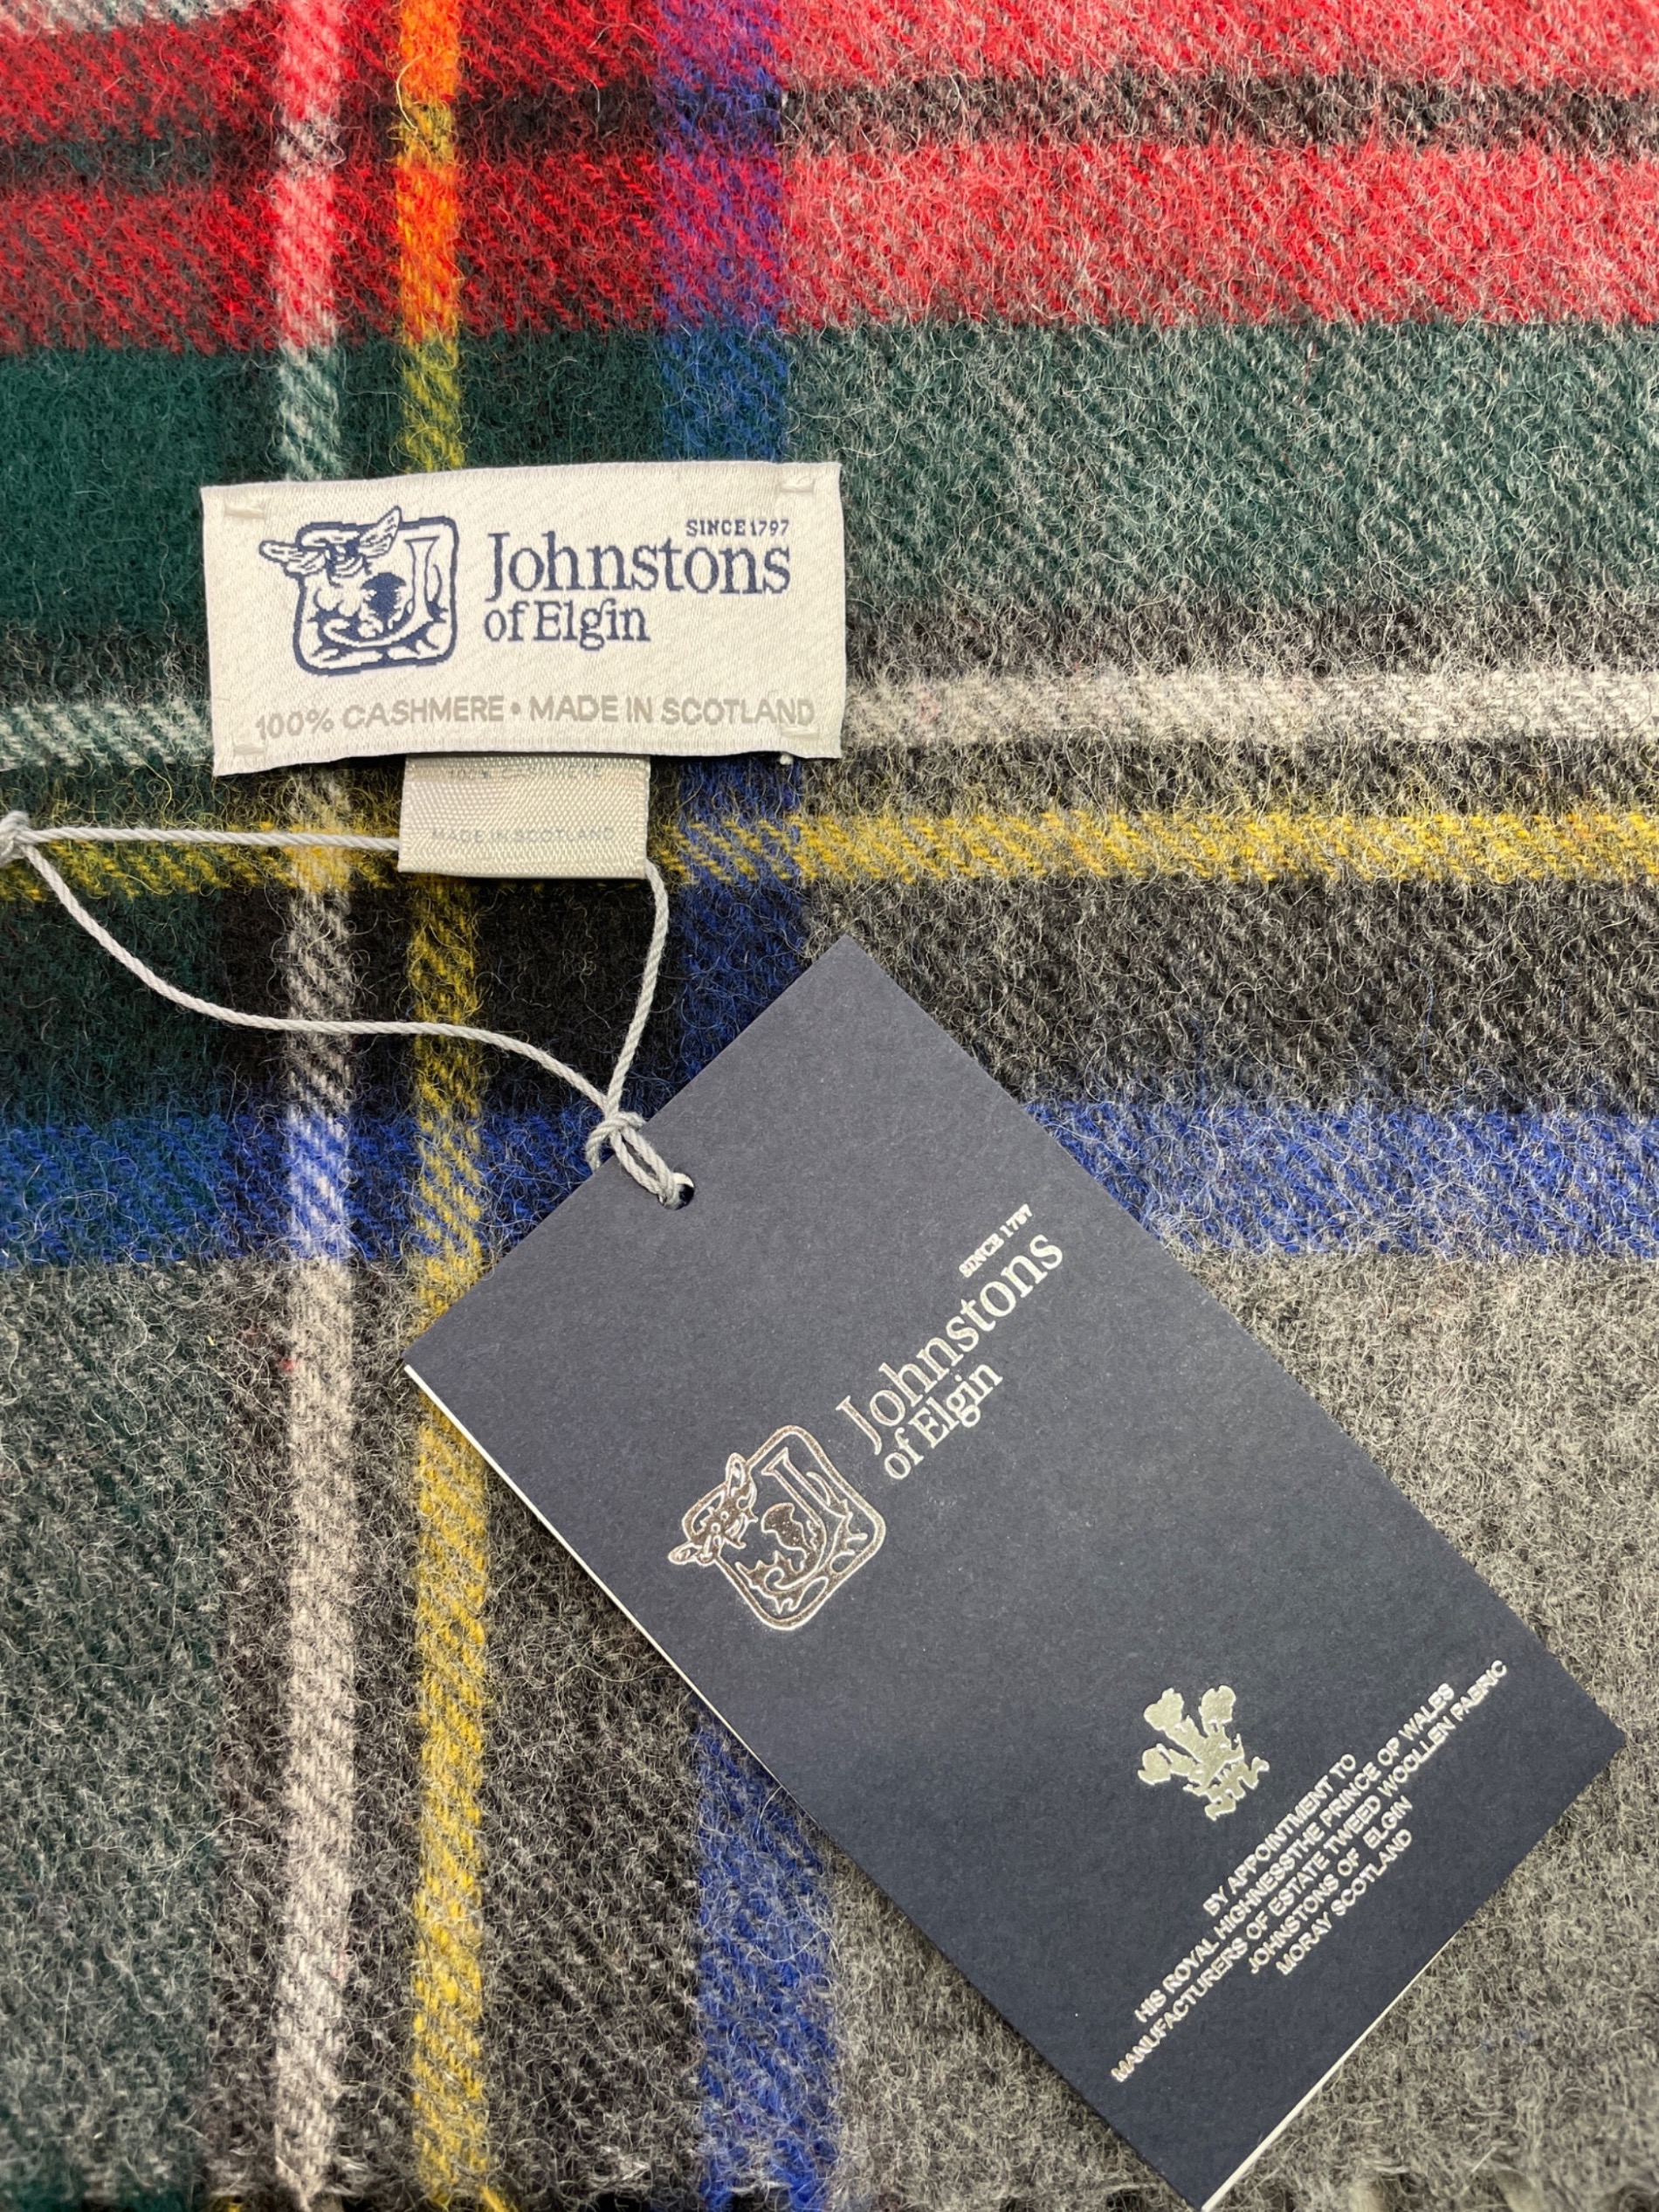 SINCE 1797
Johnstons
of Elgin
100% CASHMERE • MADE IN SCOTLAND
100% CASHMERE
MADE IN SCOTLAND
SINCE 1797
Johnstons
of Elgin
BY APPOINTMENT TO
HIS ROYAL HIGHNESSTHE PRINCE OF WALES
MANUFACTURERS OF ESTATE TWEED WOOLLEN FABRIC
JOHNSTONS OF ELGIN
MORAY SCOTLAND